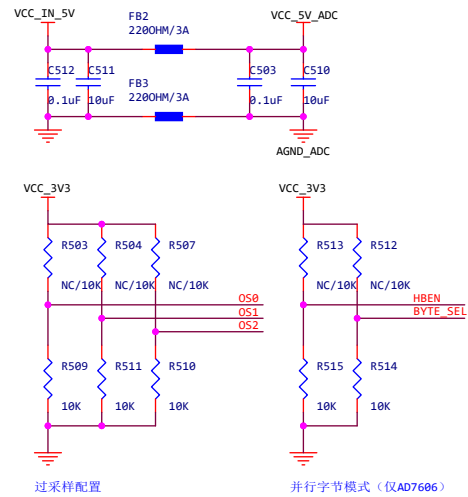 VCC_IN_5V
FB2
220OHM/3A
VCC_5V_ADC
C512
C511
C503
C510
FB3
220OHM/3A
0.1uF
10uF
0.1uF
10uF
AGND_ADC
VCC_3V3
VCC_3V3
R503
R504
R507
R513
R512
NC/10K
NC/10K
NC/10K
NC/10K
NC/10K
OS0
HBEN
OS1
BYTE_SEL
OS2
R509
R511
R510
R515
R514
10K
10K
10K
10K
10K
过采样配置
并行字节模式（仅AD7606）